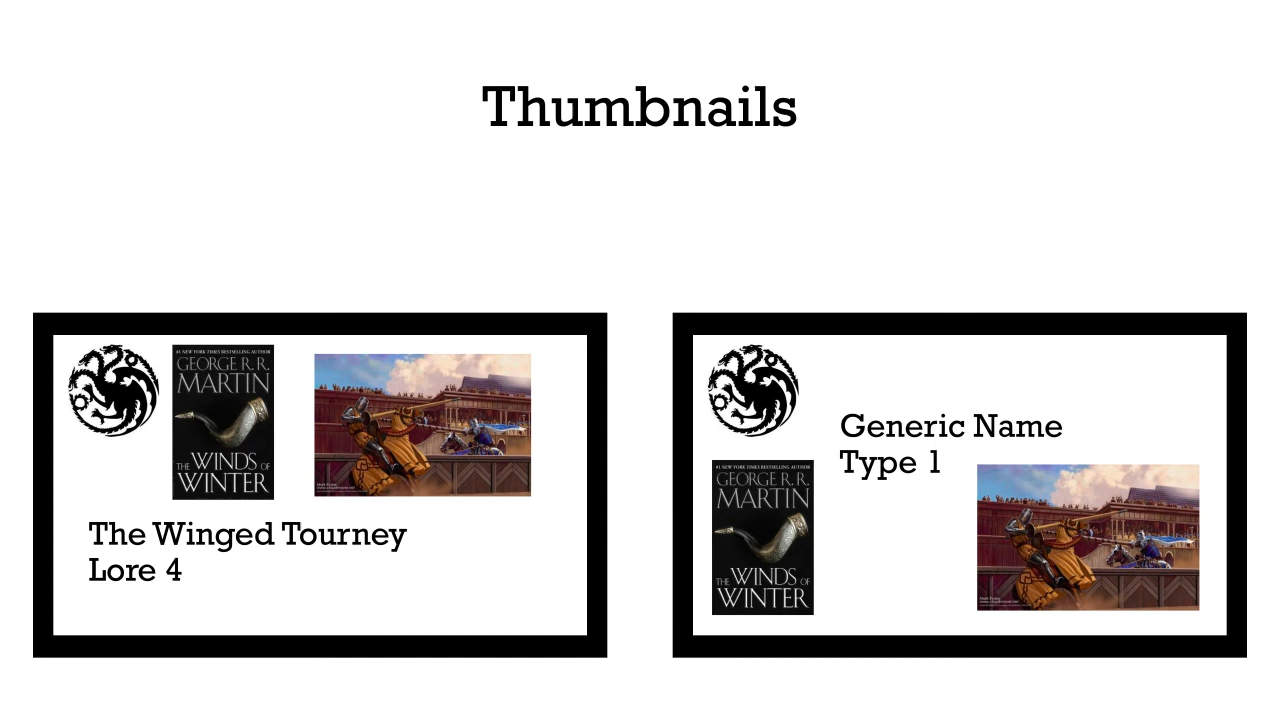 Thumbnails
#1 NEW YORK TIMES BESTSELLING AUTHOR
GEORGE R. R.
MARTIN
THE WINDS OF
WINTER
The Winged Tourney
Lore 4
#1 NEW YORK TIMES BESTSELLING AUTHOR
GEORGE R. R.
MARTIN
THE WINDS OF
WINTER
Generic Name
Type 1